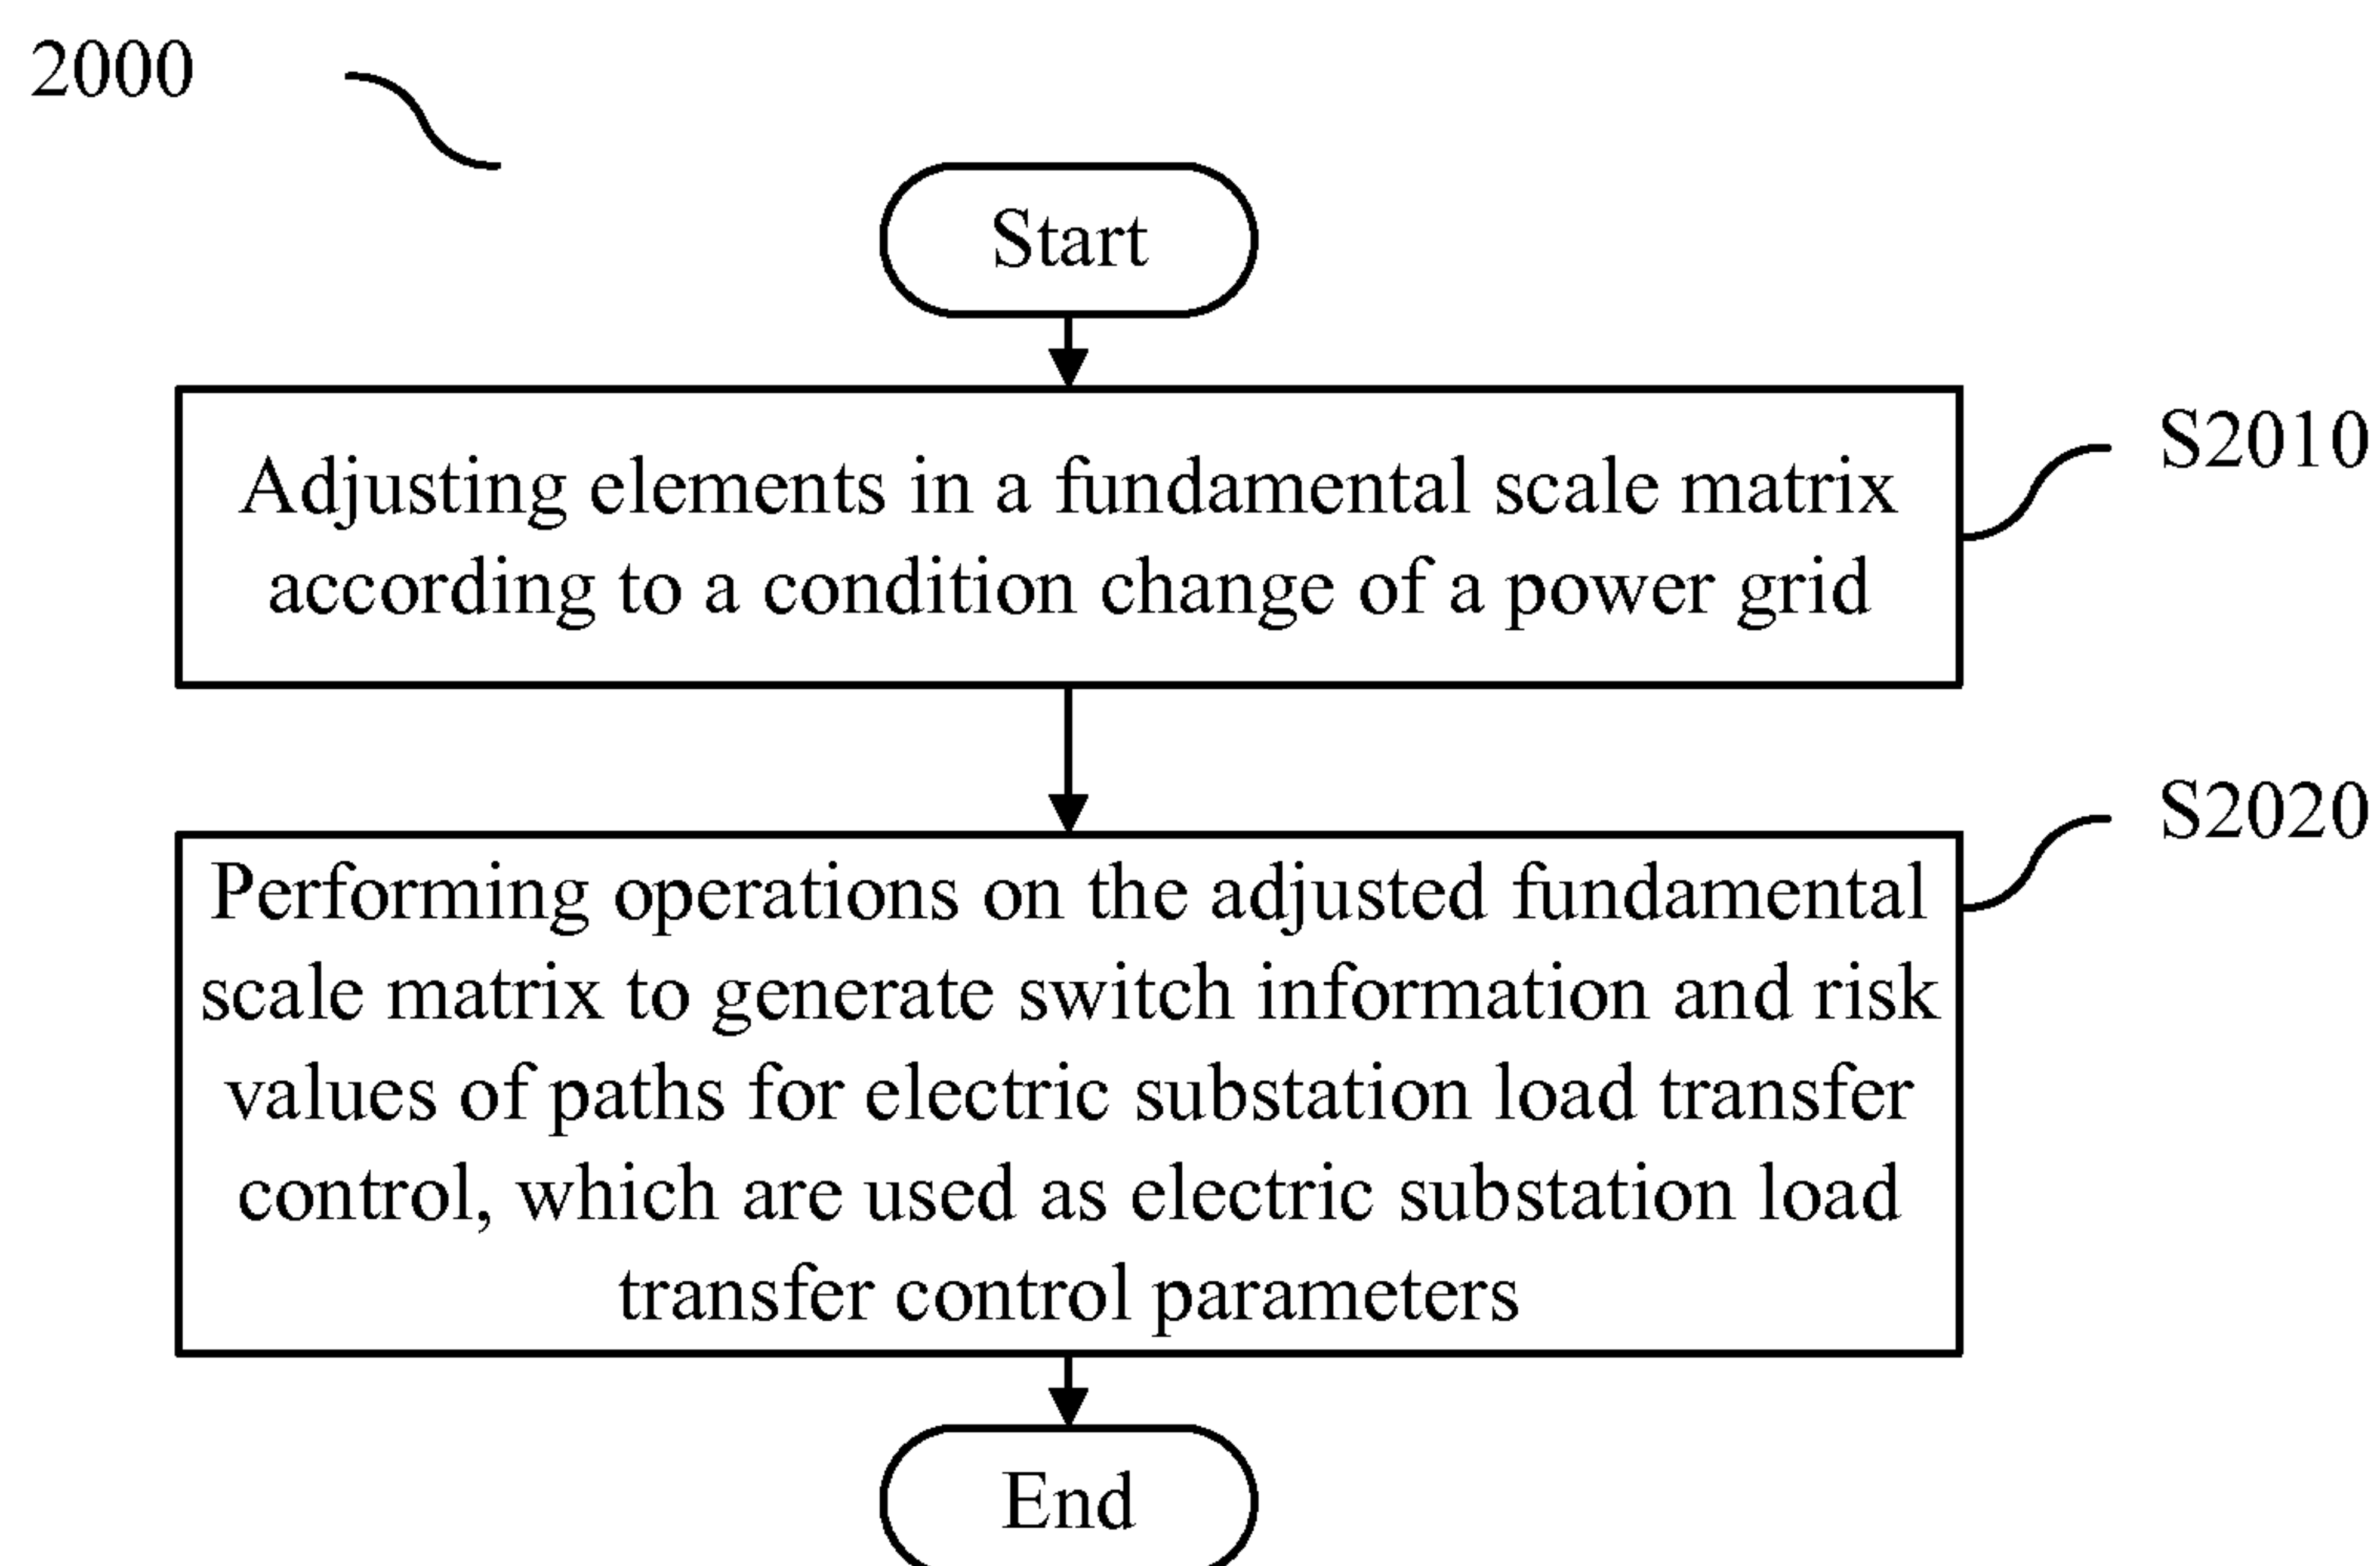 2000
Start
Adjusting elements in a fundamental scale matrix
according to a condition change of a power grid
S2010
Performing operations on the adjusted fundamental
scale matrix to generate switch information and risk
values of paths for electric substation load transfer
control, which are used as electric substation load
transfer control parameters
S2020
End